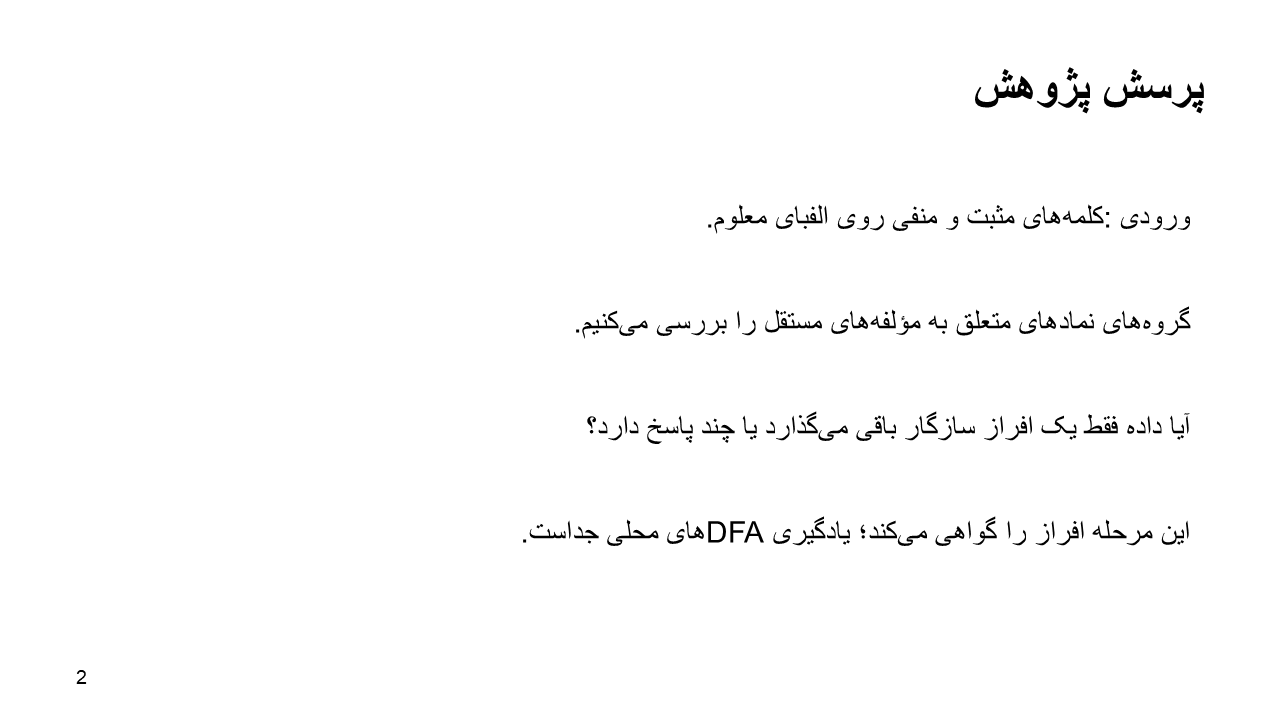 پرسش پژوهش
ورودی :کلمه‌های مثبت و منفی روی الفبای معلوم.
گروه‌های نمادهای متعلق به مؤلفه‌های مستقل را بررسی می‌کنیم.
آیا داده فقط یک افراز سازگار باقی می‌گذارد یا چند پاسخ دارد؟
این مرحله افراز را گواهی می‌کند؛ یادگیری DFAهای محلی جداست.
2